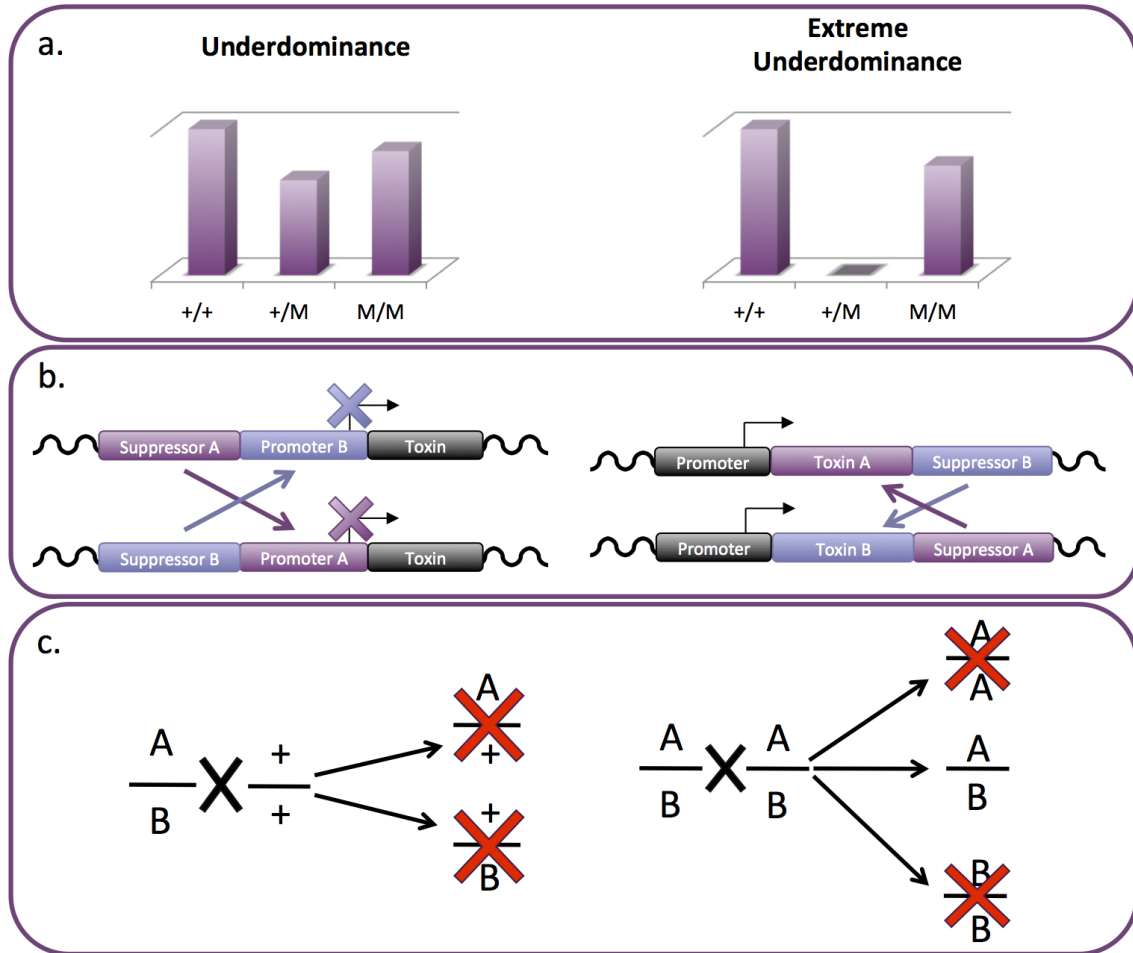 a.
Underdominance
Extreme
Underdominance
+/+ +/M M/M
+/+ +/M M/M
b.
Suppressor A Promoter B Toxin
Suppressor B Promoter A Toxin
Promoter Toxin A Suppressor B
Promoter Toxin B Suppressor A
c.
A
B
+
+
A
+
+
B
A
B
A
B
A
A
A
B
B
B